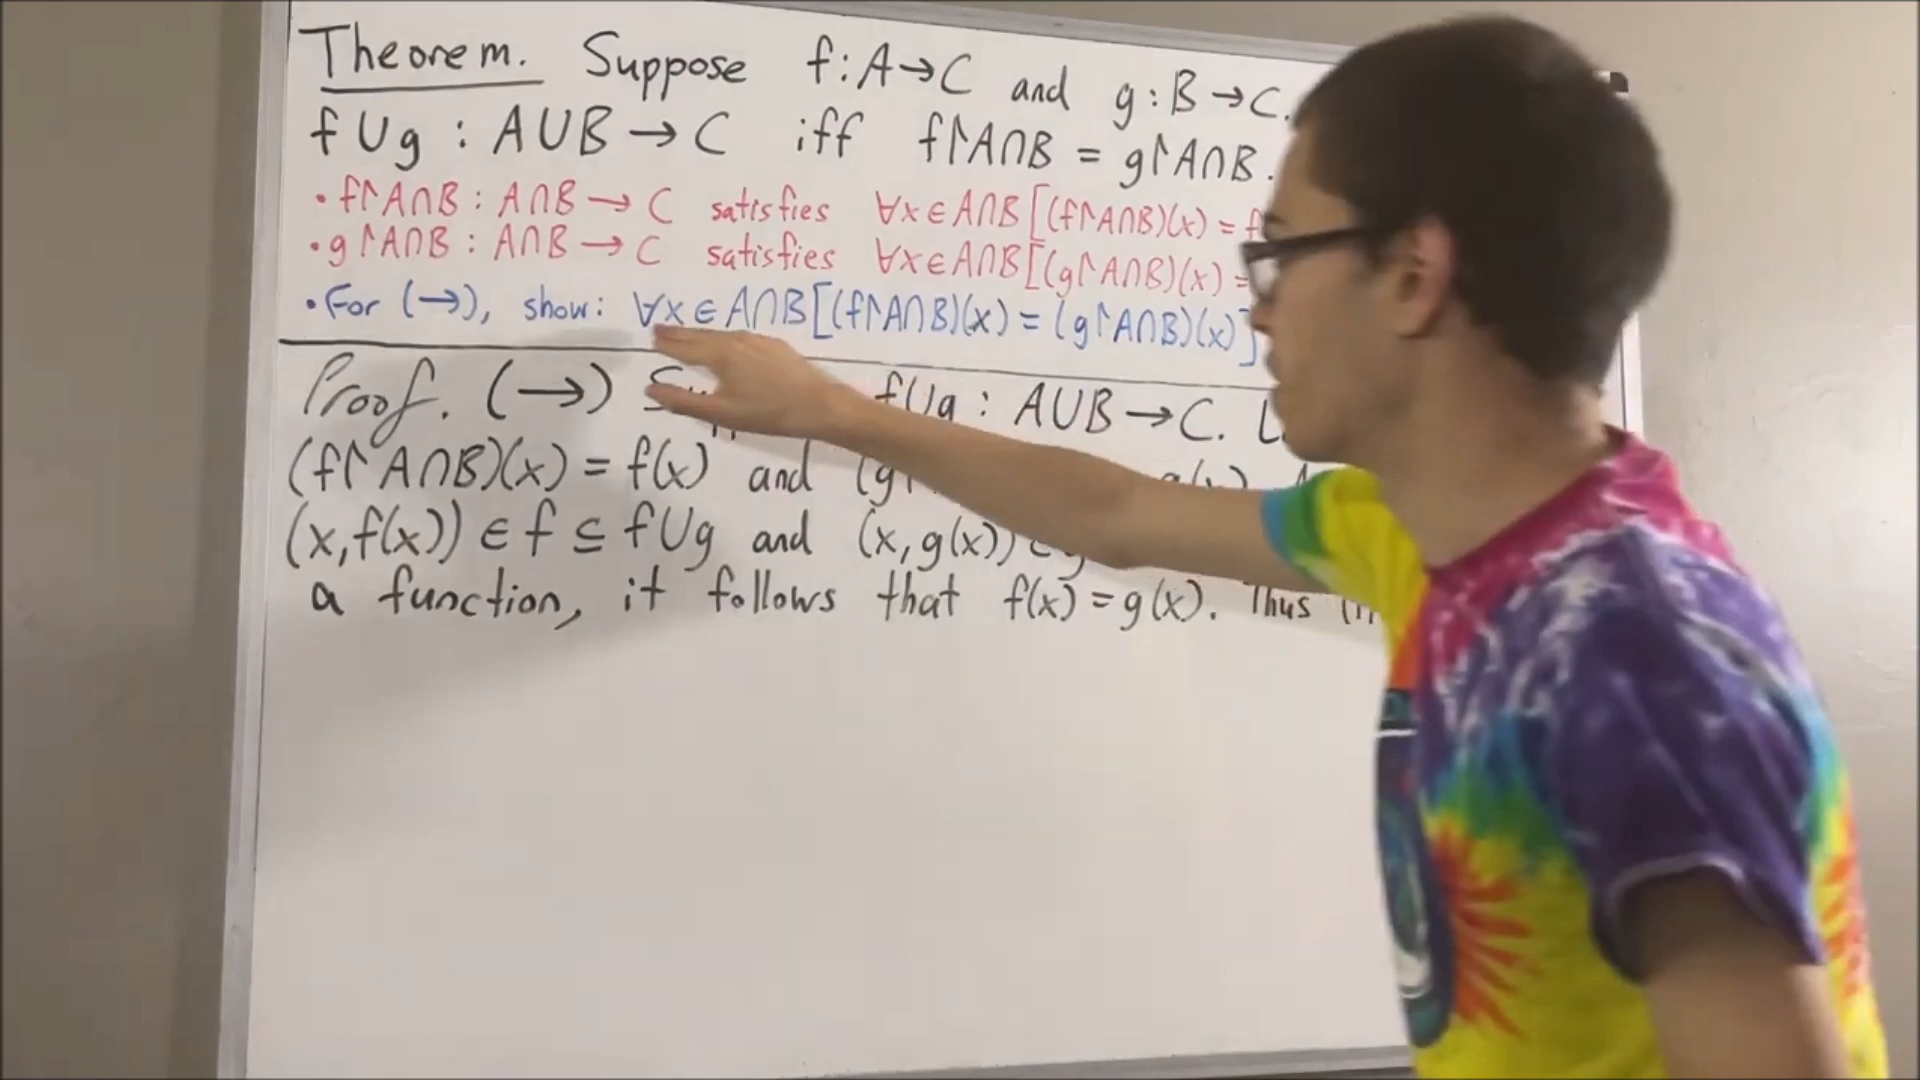 Theorem. Suppose f:A→C and g:B→C.
f∪g : A∪B → C iff f↾A∩B = g↾A∩B.
• f↾A∩B : A∩B → C satisfies ∀x∈A∩B[(f↾A∩B)(x) =
• g↾A∩B : A∩B → C satisfies ∀x∈A∩B[(g↾A∩B)(x) =
• For (→), show: ∀x∈A∩B[(f↾A∩B)(x) = (g↾A∩B)(x)]
Proof. (→) f∪g : A∪B→C.
(f↾A∩B)(x) = f(x) and
(x,f(x)) ∈ f ⊆ f∪g and (x,g(x))
a function, it follows that f(x)=g(x). Thus